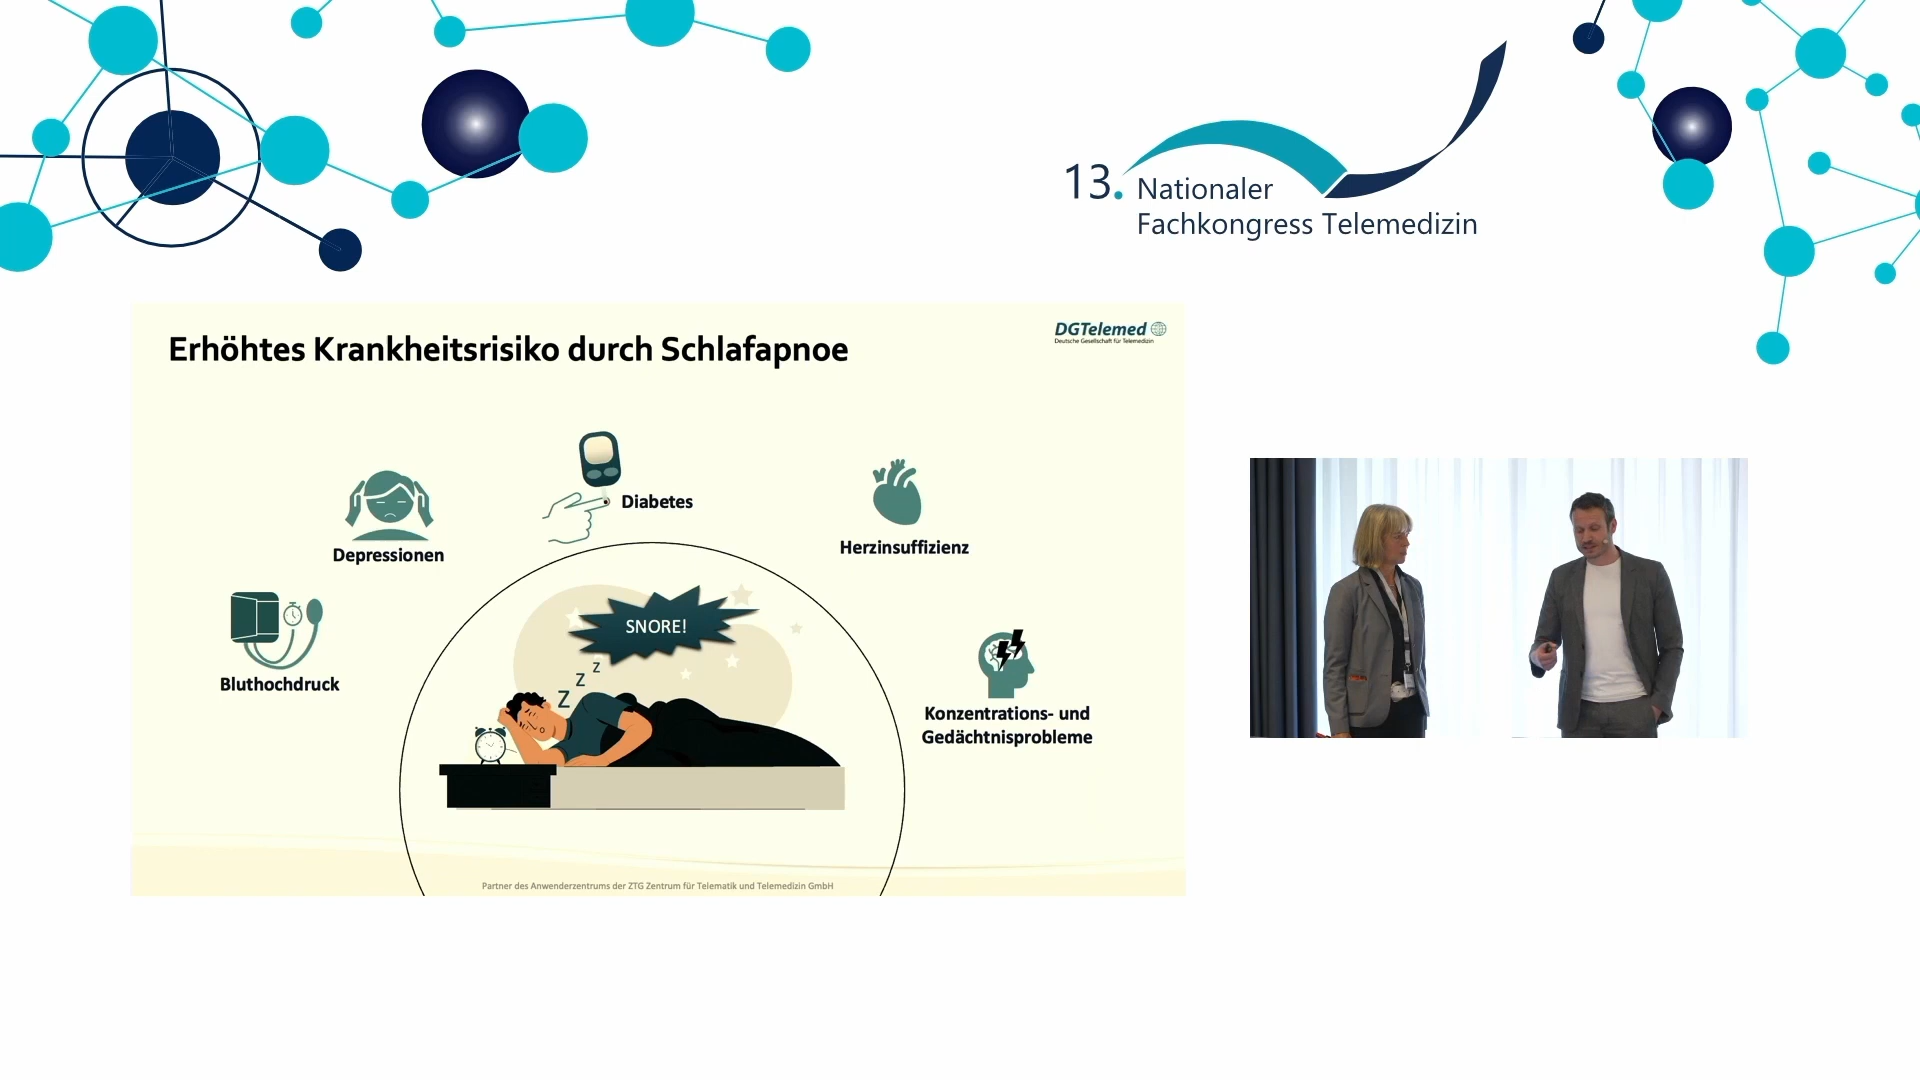 13. Nationaler
Fachkongress Telemedizin
Erhöhtes Krankheitsrisiko durch Schlafapnoe
DGTelemed
Deutsche Gesellschaft für Telemedizin
Diabetes
Depressionen
Herzinsuffizienz
SNORE!
z
z
Z
Bluthochdruck
Konzentrations- und
Gedächtnisprobleme
Partner des Anwenderzentrums der ZTG Zentrum für Telematik und Telemedizin GmbH